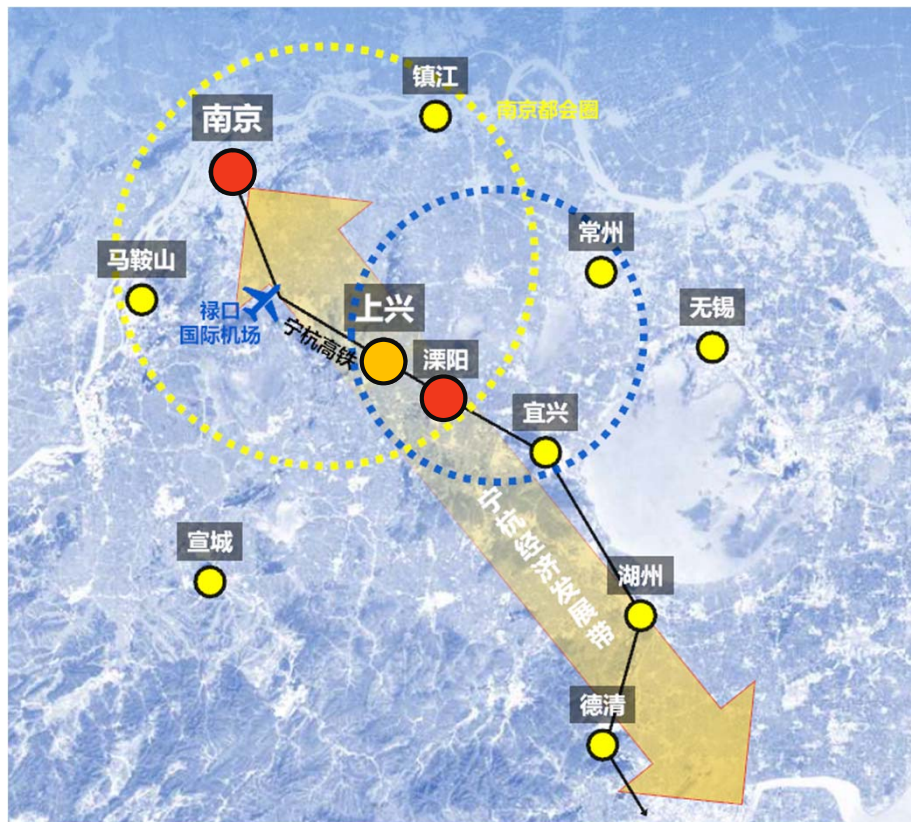 镇江
南京都会圈
南京
常州
马鞍山
无锡
上兴
禄口
国际机场
宁杭高铁
溧阳
宜兴
宁杭经济发展带
宣城
湖州
德清